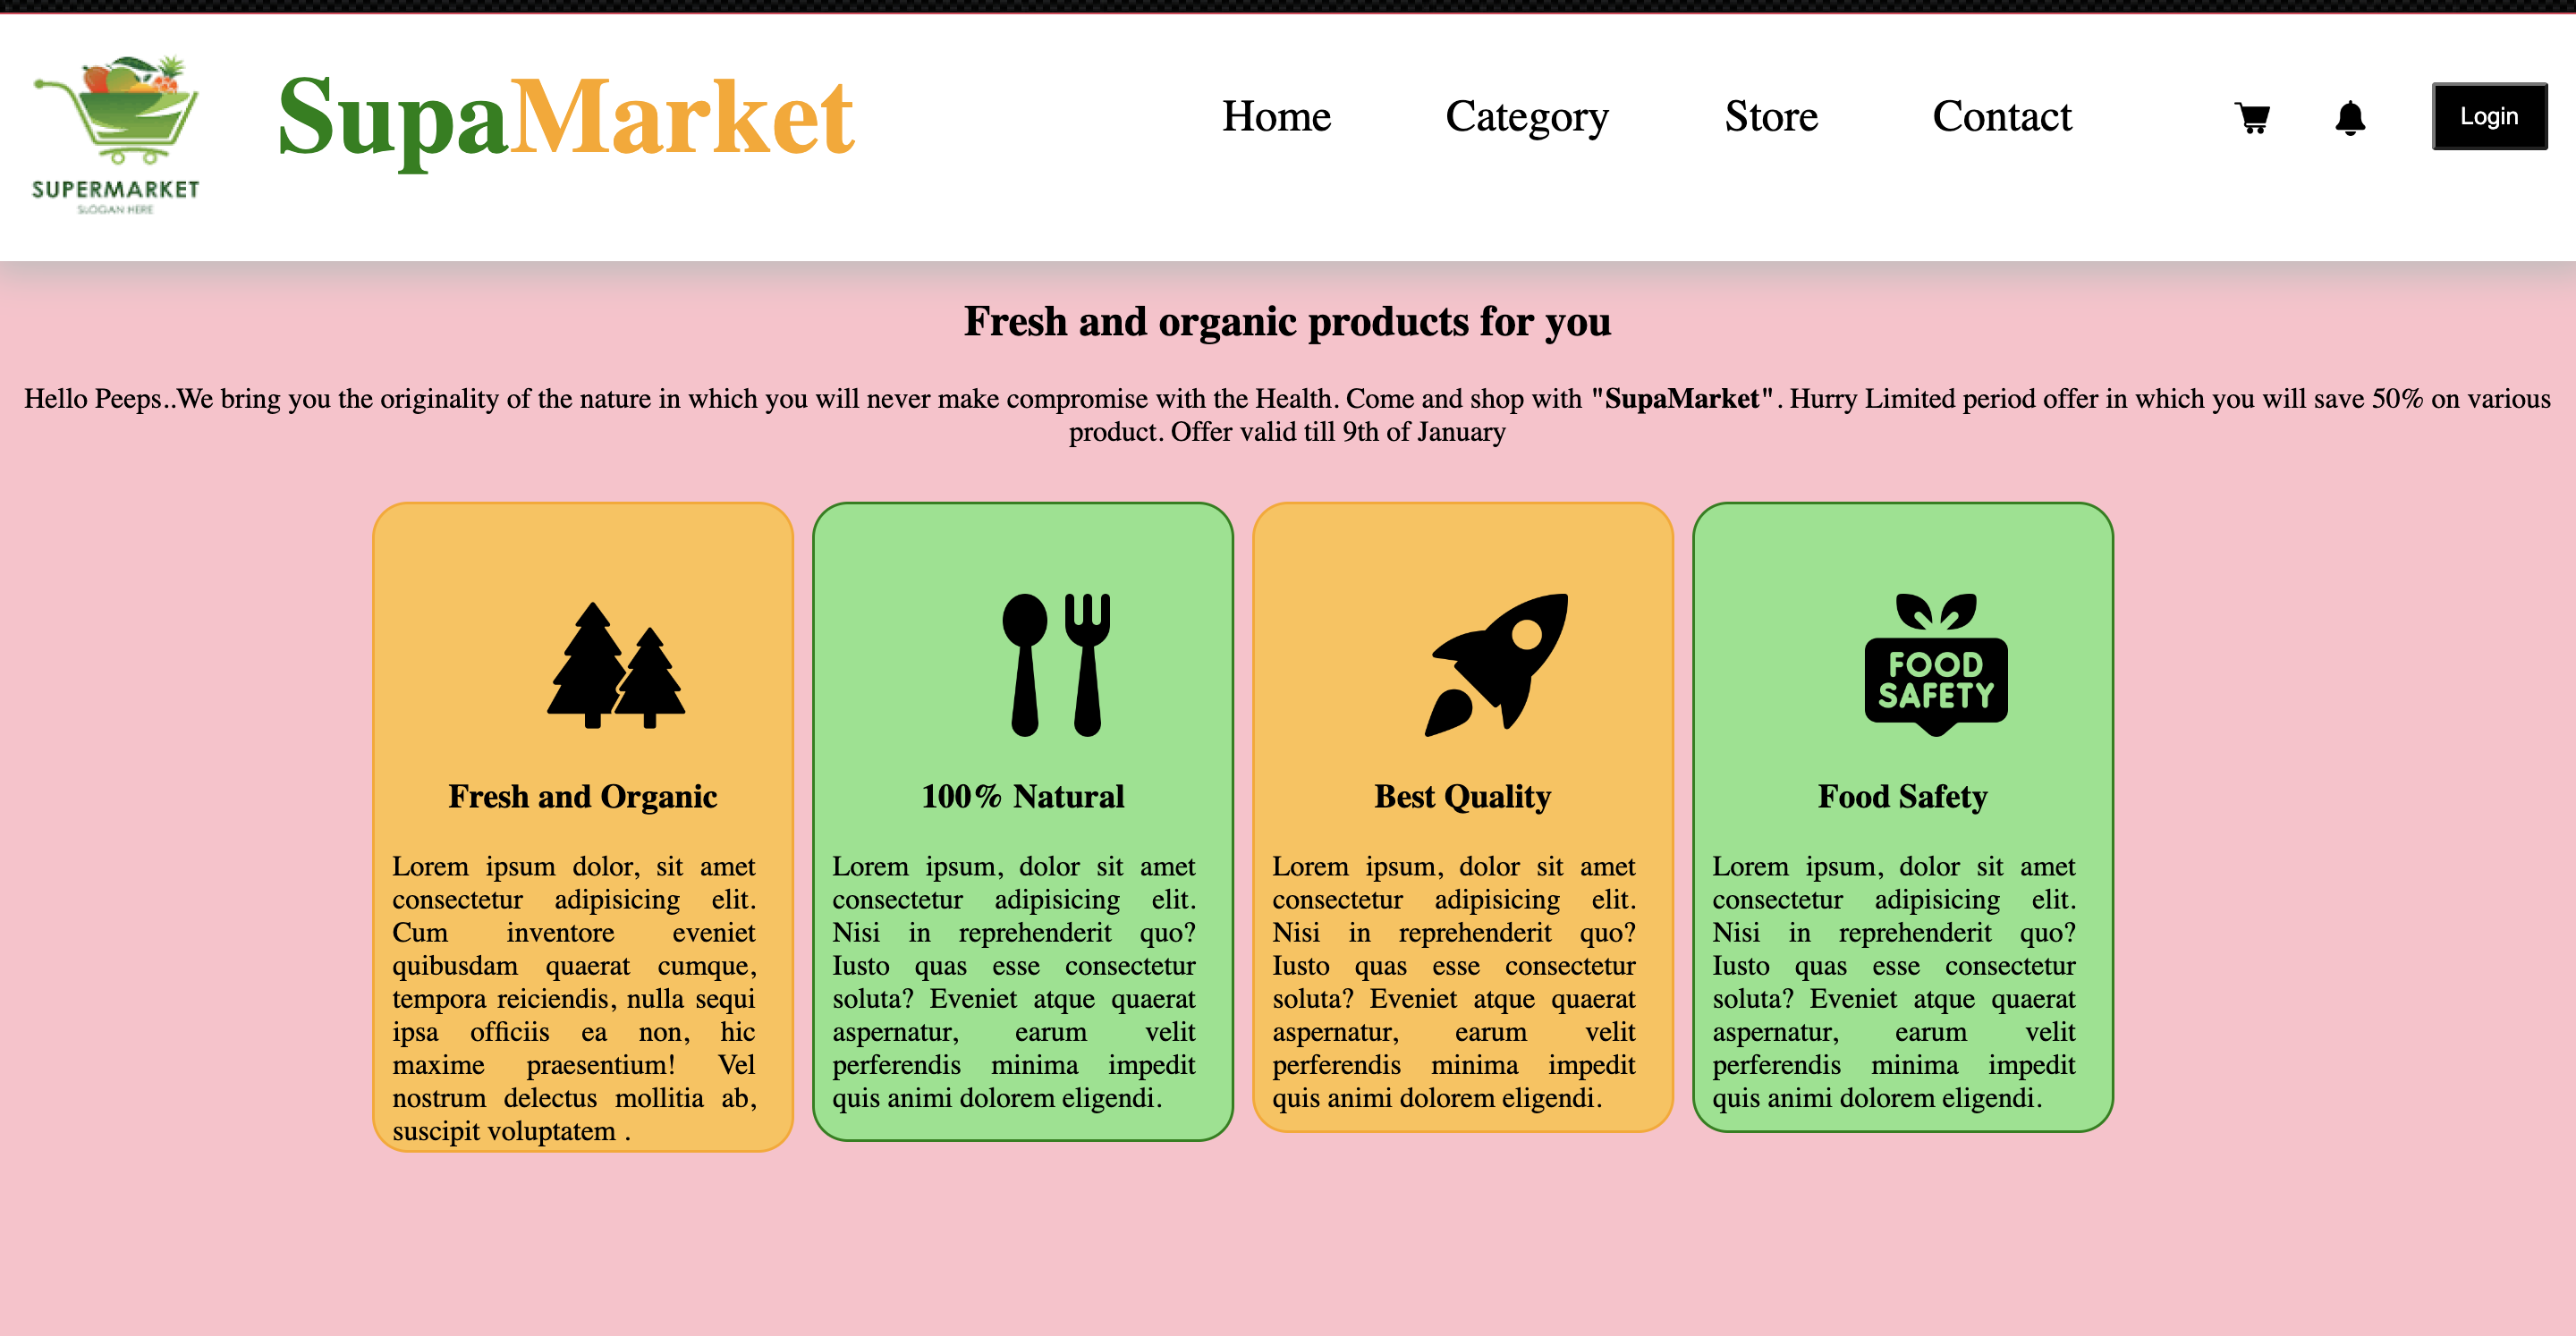 SUPERMARKET
SLOGAN HERE
SupaMarket
Home
Category
Store
Contact
Login
Fresh and organic products for you
Hello Peeps..We bring you the originality of the nature in which you will never make compromise with the Health. Come and shop with "SupaMarket". Hurry Limited period offer in which you will save 50% on various
product. Offer valid till 9th of January
Fresh and Organic
Lorem ipsum dolor, sit amet
consectetur adipisicing elit.
Cum inventore eveniet
quibusdam quaerat cumque,
tempora reiciendis, nulla sequi
ipsa officiis ea non, hic
maxime praesentium! Vel
nostrum delectus mollitia ab,
suscipit voluptatem .
100% Natural
Lorem ipsum, dolor sit amet
consectetur adipisicing elit.
Nisi in reprehenderit quo?
Iusto quas esse consectetur
soluta? Eveniet atque quaerat
aspernatur, earum velit
perferendis minima impedit
quis animi dolorem eligendi.
Best Quality
Lorem ipsum, dolor sit amet
consectetur adipisicing elit.
Nisi in reprehenderit quo?
Iusto quas esse consectetur
soluta? Eveniet atque quaerat
aspernatur, earum velit
perferendis minima impedit
quis animi dolorem eligendi.
FOOD
SAFETY
Food Safety
Lorem ipsum, dolor sit amet
consectetur adipisicing elit.
Nisi in reprehenderit quo?
Iusto quas esse consectetur
soluta? Eveniet atque quaerat
aspernatur, earum velit
perferendis minima impedit
quis animi dolorem eligendi.